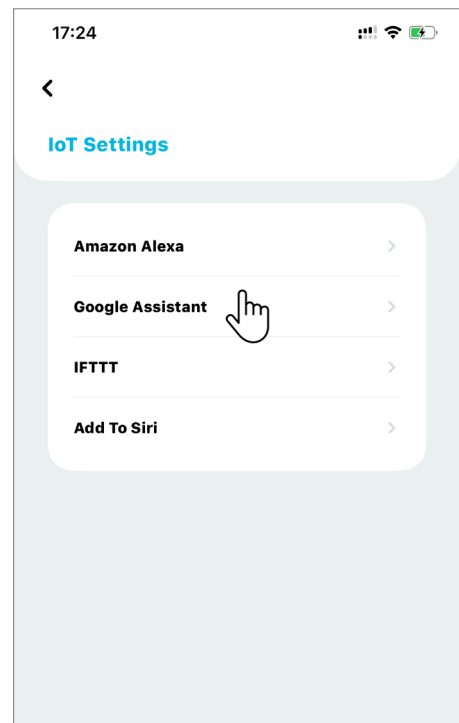 17:24
IoT Settings
Amazon Alexa
Google Assistant
IFTTT
Add To Siri